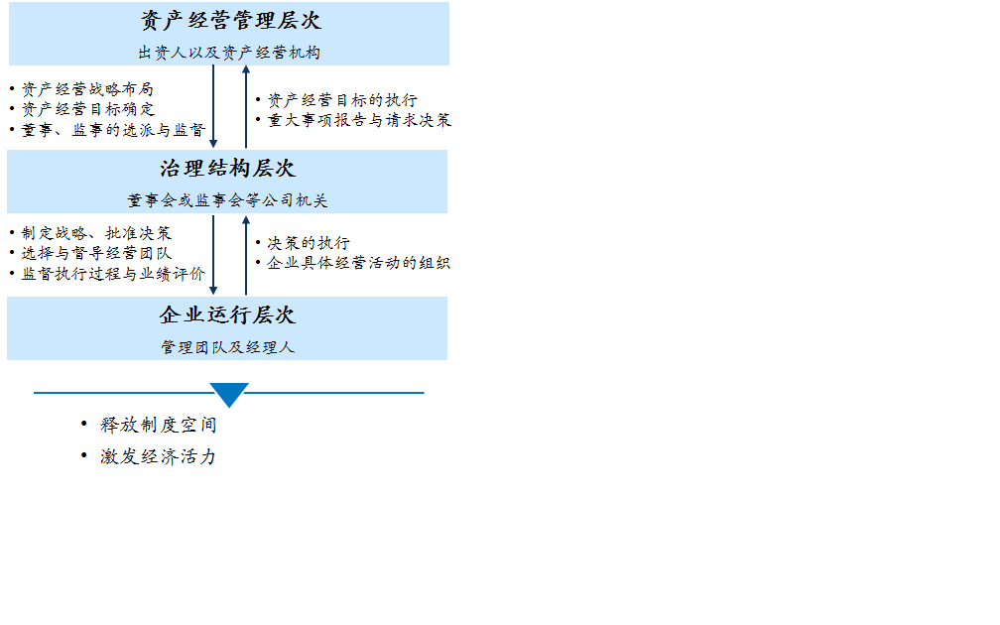 资产经营管理层次
出资人以及资产经营机构
• 资产经营战略布局
• 资产经营目标确定
• 董事、监事的选派与监督
• 资产经营目标的执行
• 重大事项报告与请求决策
治理结构层次
董事会或监事会等公司机关
• 制定战略、批准决策
• 选择与督导经营团队
• 监督执行过程与业绩评价
• 决策的执行
• 企业具体经营活动的组织
企业运行层次
管理团队及经理人
• 释放制度空间
• 激发经济活力